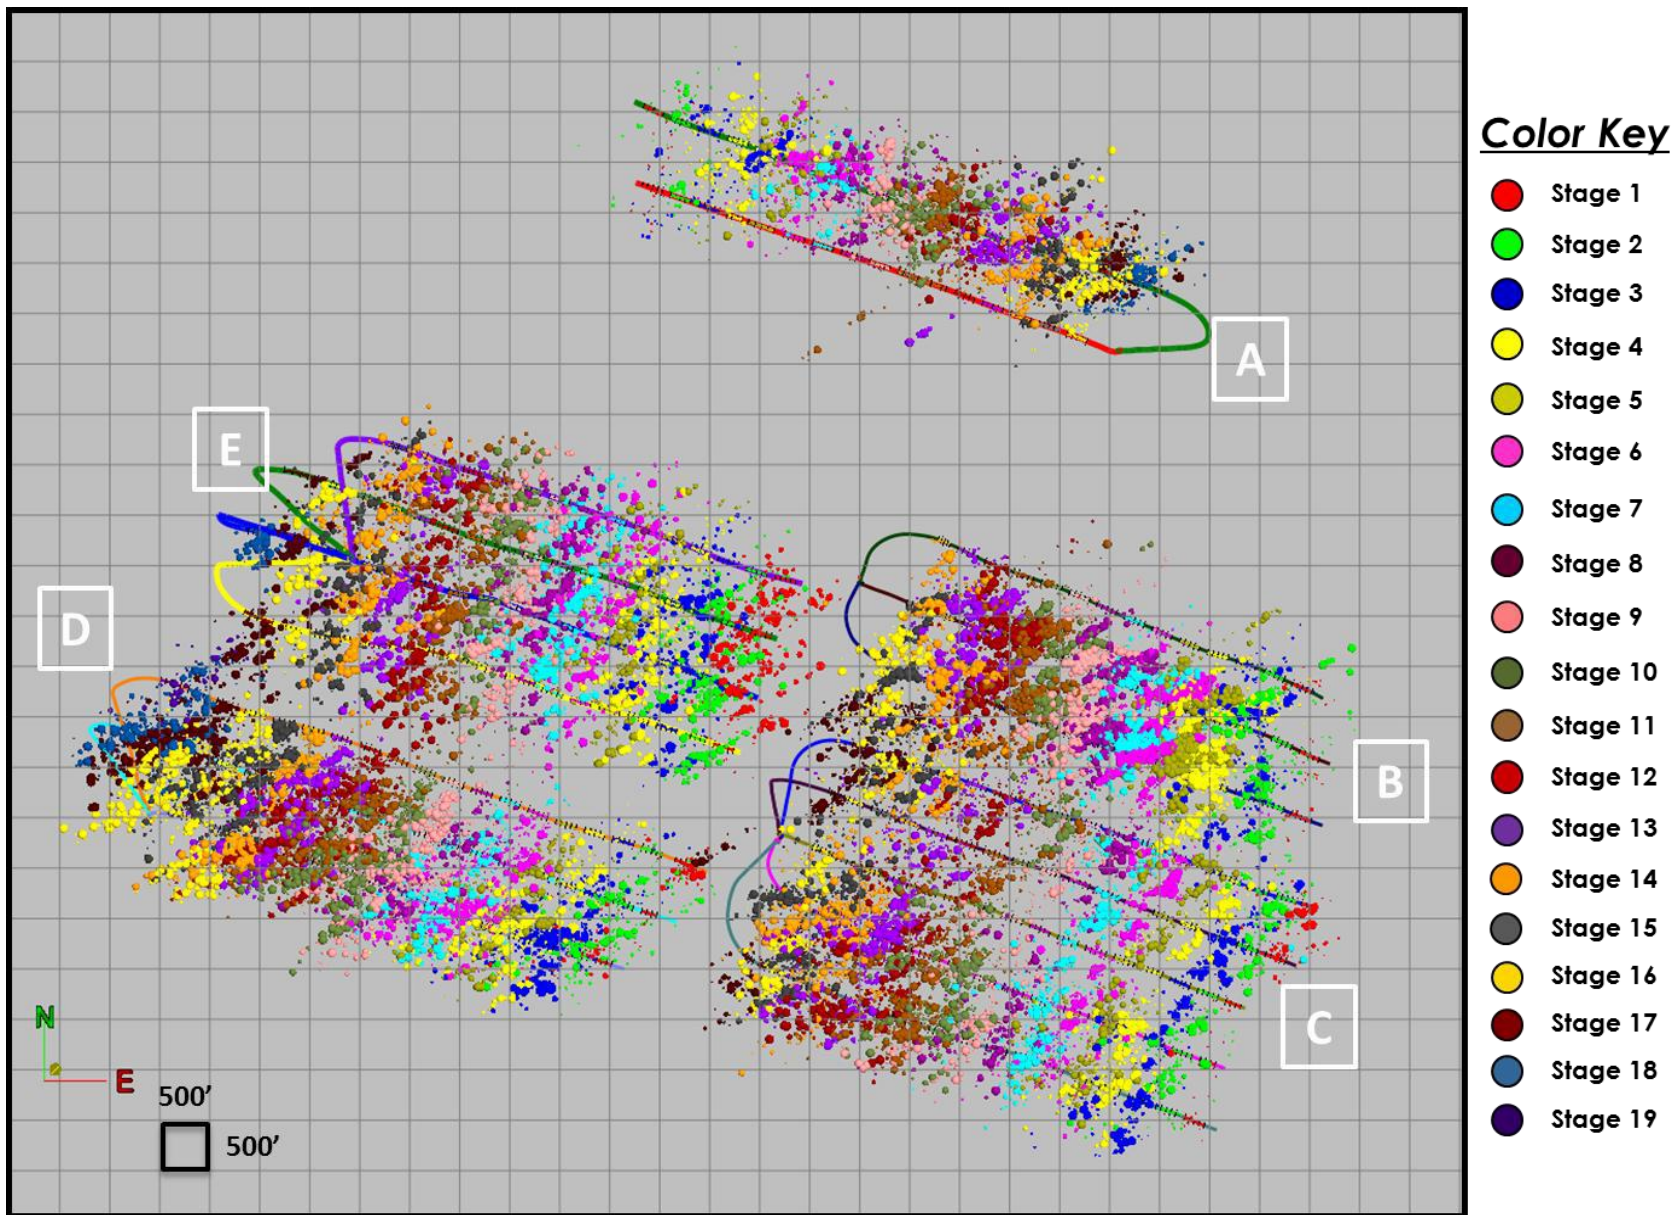 Color Key
Stage 1
Stage 2
Stage 3
Stage 4
Stage 5
Stage 6
Stage 7
Stage 8
Stage 9
Stage 10
Stage 11
Stage 12
Stage 13
Stage 14
Stage 15
Stage 16
Stage 17
Stage 18
Stage 19
A
E
D
B
C
N
E
500’
500’